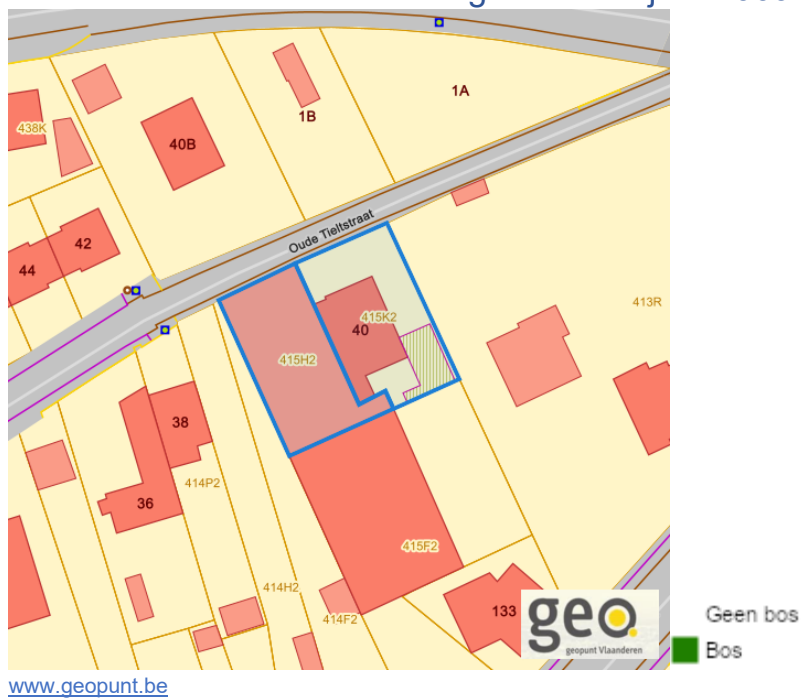 1A
1B
438K
40B
42
44
Oude Tieltstraat
413R
415K2
40
415H2
38
414P2
36
415F2
414H2
414F2
133
geo
geopunt Vlaanderen
Geen bos
Bos
www.geopunt.be